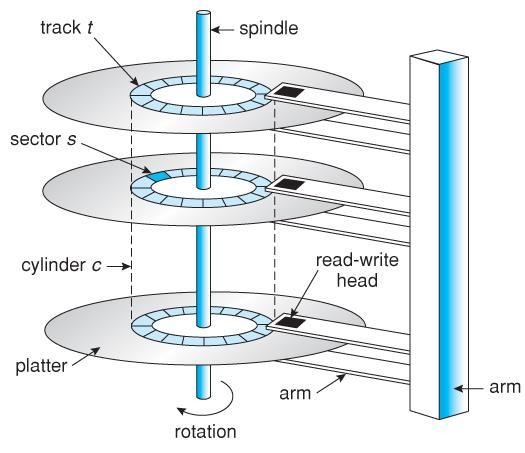 track t
spindle
sector s
cylinder c
read-write
head
platter
arm
arm
rotation